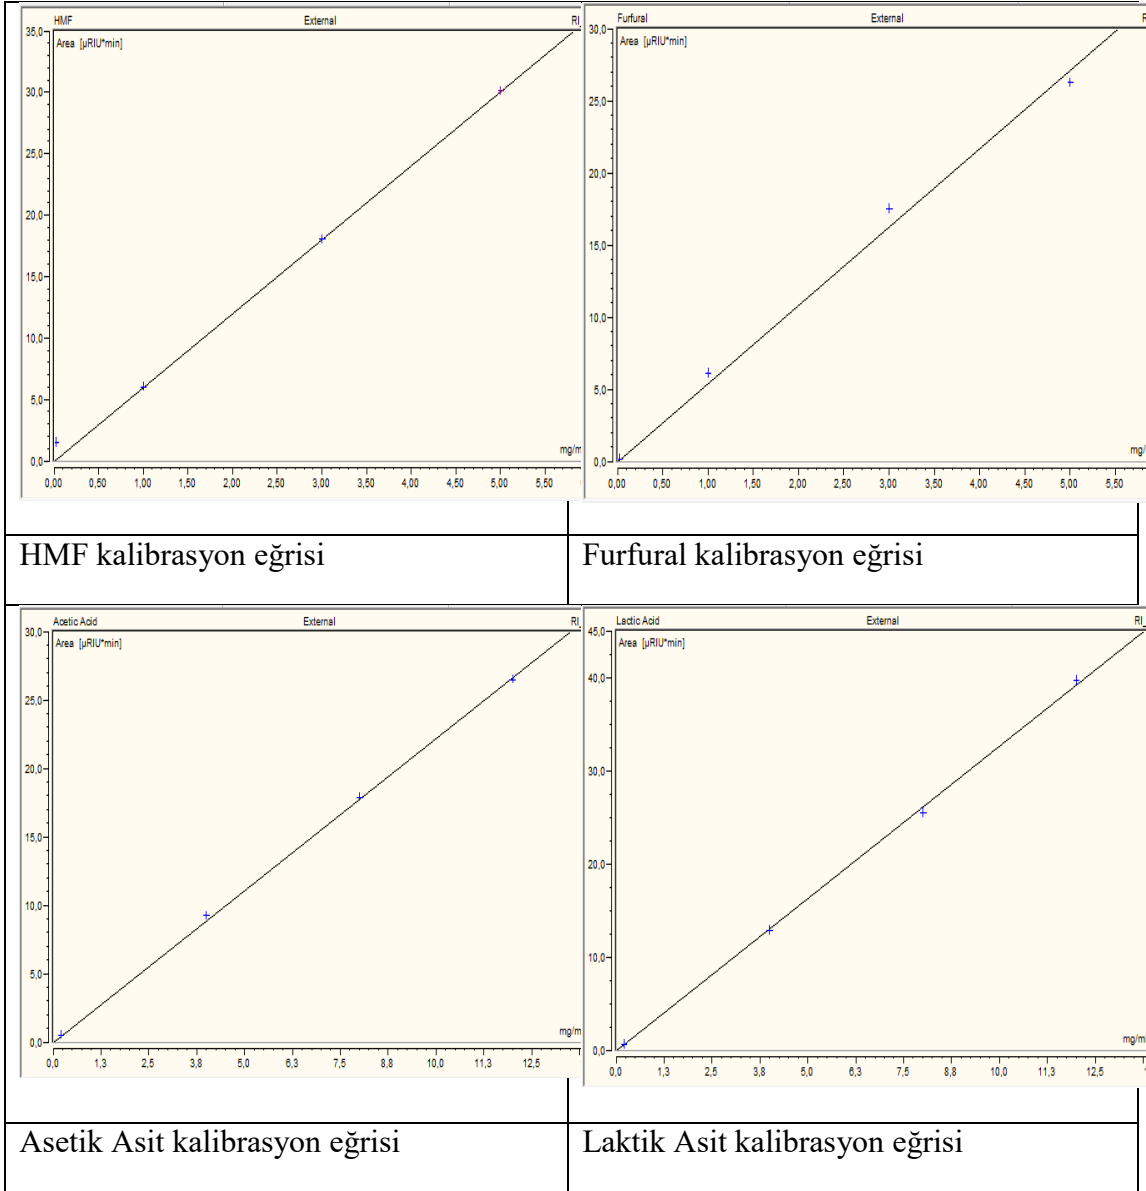 HMF External RI_
Area [µRIU*min]
35,0
30,0
25,0
20,0
15,0
10,0
5,0
0,0
mg/m
0,00 0,50 1,00 1,50 2,00 2,50 3,00 3,50 4,00 4,50 5,00 5,50
Furfural External R
Area [µRIU*min]
30,0
25,0
20,0
15,0
10,0
5,0
0,0
mg/
0,00 0,50 1,00 1,50 2,00 2,50 3,00 3,50 4,00 4,50 5,00 5,50
HMF kalibrasyon eğrisi
Furfural kalibrasyon eğrisi
Acetic Acid External RI_
Area [µRIU*min]
30,0
25,0
20,0
15,0
10,0
5,0
0,0
mg/m
0,0 1,3 2,5 3,8 5,0 6,3 7,5 8,8 10,0 11,3 12,5
Lactic Acid External RI_
Area [µRIU*min]
45,0
40,0
30,0
20,0
10,0
0,0
mg/ml
0,0 1,3 2,5 3,8 5,0 6,3 7,5 8,8 10,0 11,3 12,5
Asetik Asit kalibrasyon eğrisi
Laktik Asit kalibrasyon eğrisi